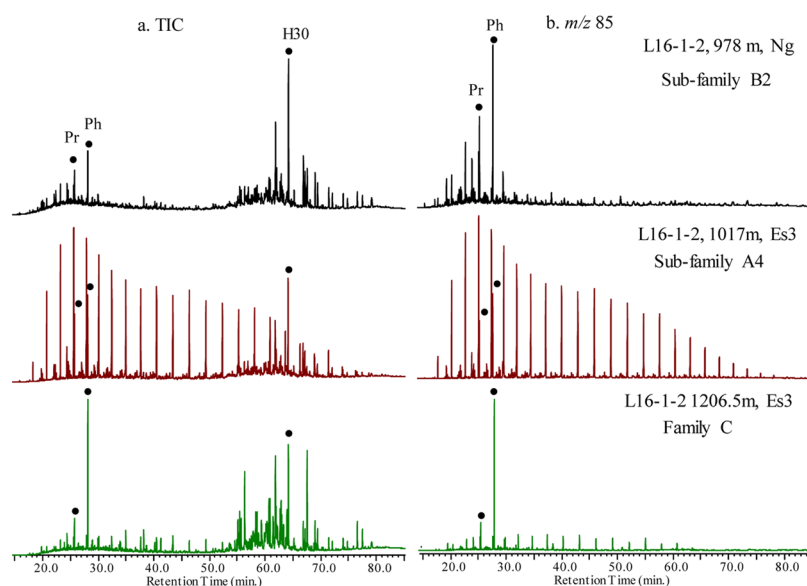 a. TIC
H30
Pr
Ph
b. m/z 85
Ph
Pr
L16-1-2, 978 m, Ng
Sub-family B2
L16-1-2, 1017m, Es3
Sub-family A4
L16-1-2 1206.5m, Es3
Family C
20.0 30.0 40.0 50.0 60.0 70.0 80.0
Retention Time (min.)
20.0 30.0 40.0 50.0 60.0 70.0 80.0
Retention Time (min.)